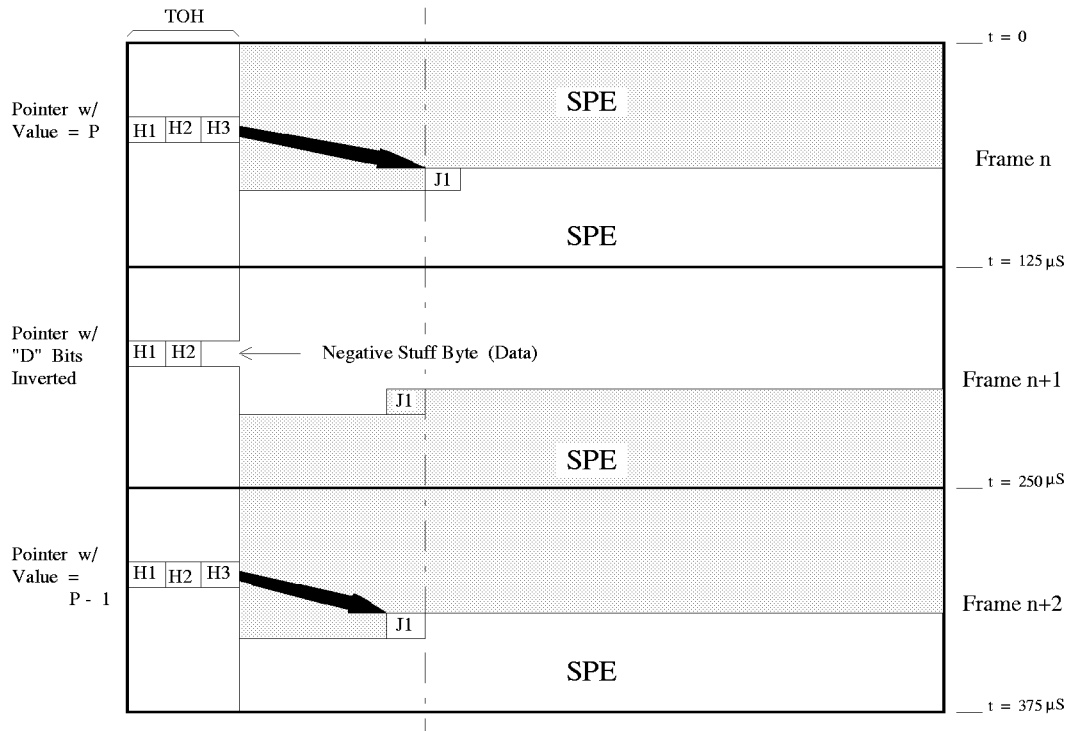 TOH
t = 0
SPE
Pointer w/
Value = P
H1 H2 H3
Frame n
J1
SPE
t = 125 µS
Pointer w/
"D" Bits
Inverted
H1 H2
Negative Stuff Byte (Data)
Frame n+1
J1
SPE
t = 250 µS
Pointer w/
Value =
P - 1
H1 H2 H3
Frame n+2
J1
SPE
t = 375 µS